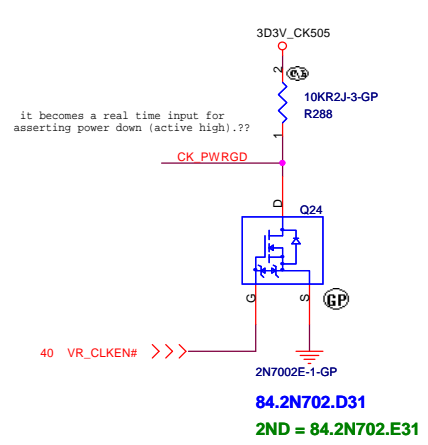 3D3V_CK505
2
10KR2J-3-GP
R288
it becomes a real time input for
asserting power down (active high).??
1
CK_PWRGD
D
Q24
G
S
GP
40 VR_CLKEN#
2N7002E-1-GP
84.2N702.D31
2ND = 84.2N702.E31